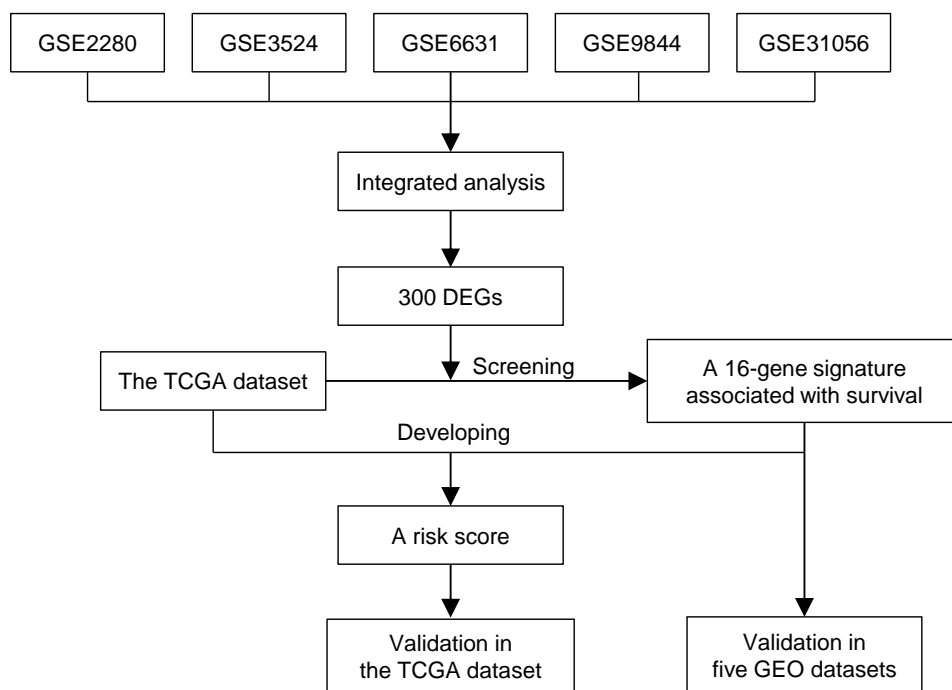 GSE2280
GSE3524
GSE6631
GSE9844
GSE31056
Integrated analysis
300 DEGs
The TCGA dataset
Screening
A 16-gene signature
associated with survival
Developing
A risk score
Validation in
the TCGA dataset
Validation in
five GEO datasets